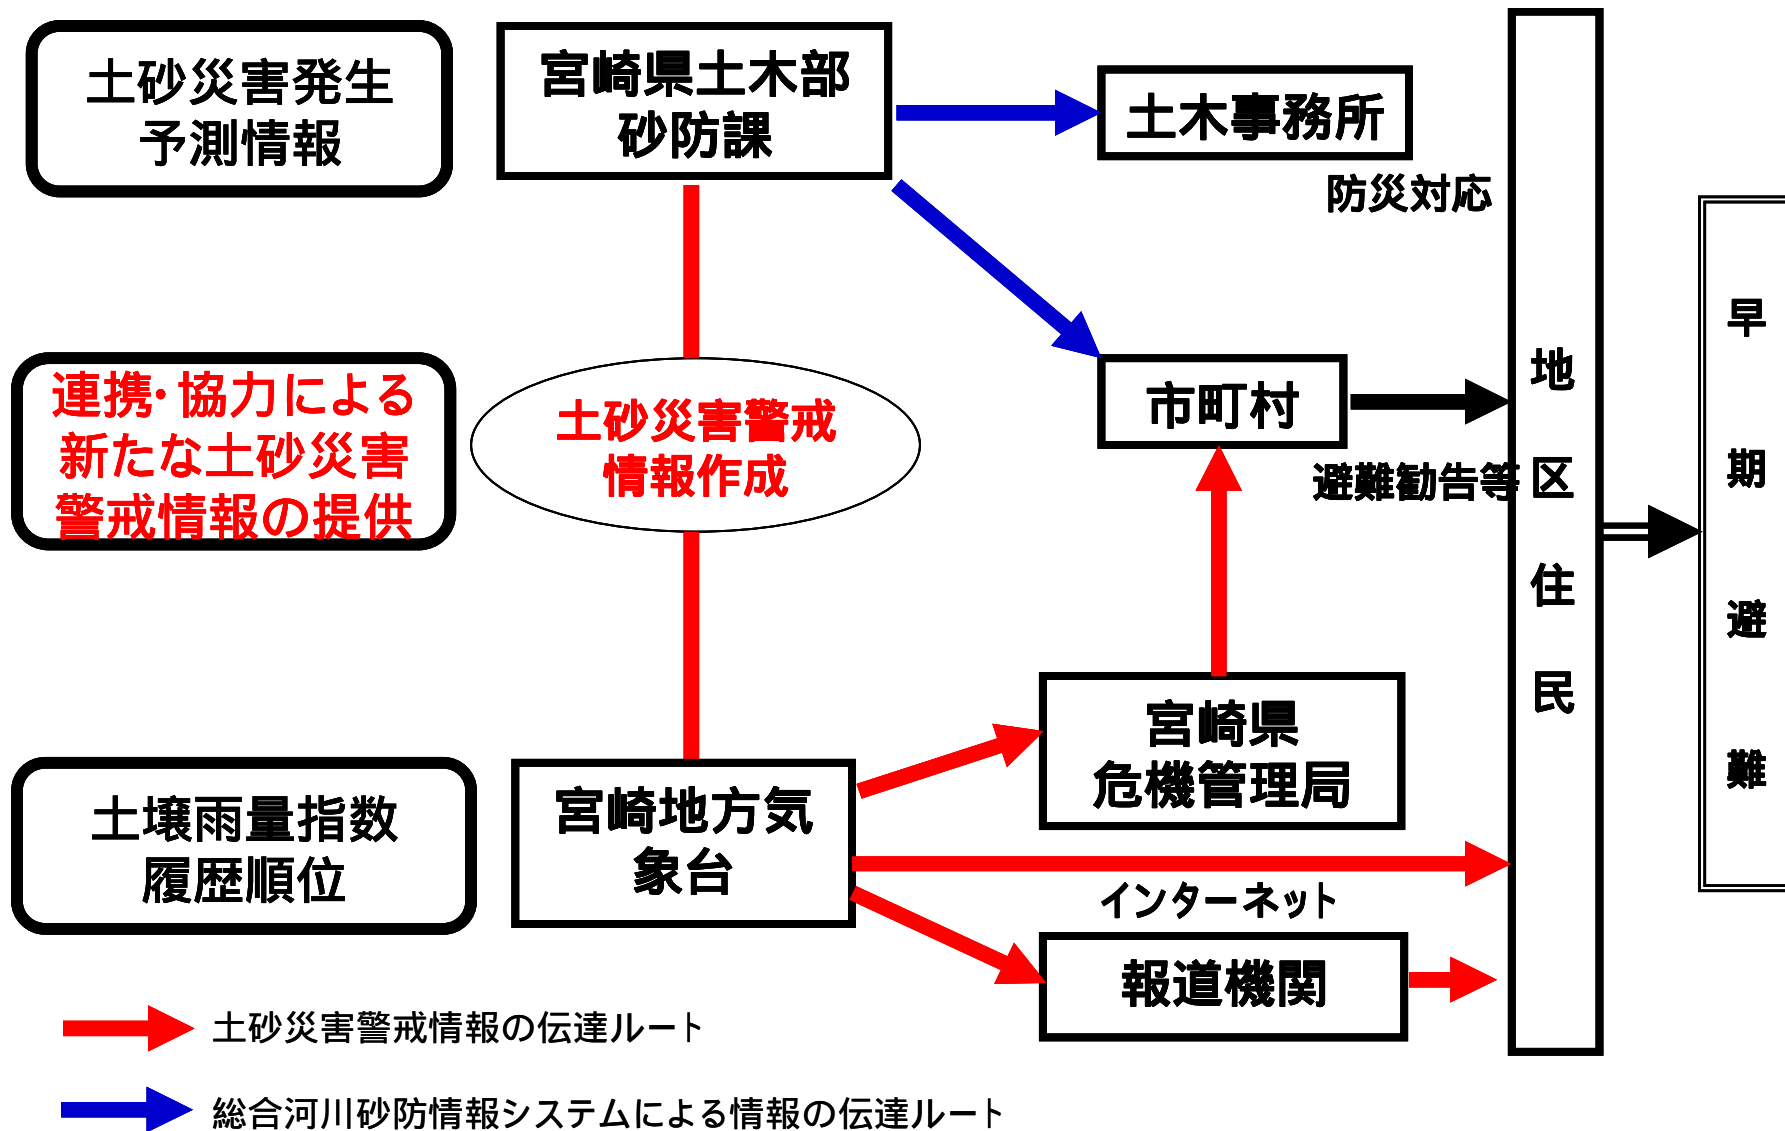 土砂災害発生
予測情報
宮崎県土木部
砂防課
土木事務所
防災対応
連携・協力による
新たな土砂災害
警戒情報の提供
土砂災害警戒
情報作成
市町村
避難勧告等
地区住民
早期避難
宮崎県
危機管理局
土壌雨量指数
履歴順位
宮崎地方気
象台
インターネット
報道機関
土砂災害警戒情報の伝達ルート
総合河川砂防情報システムによる情報の伝達ルート